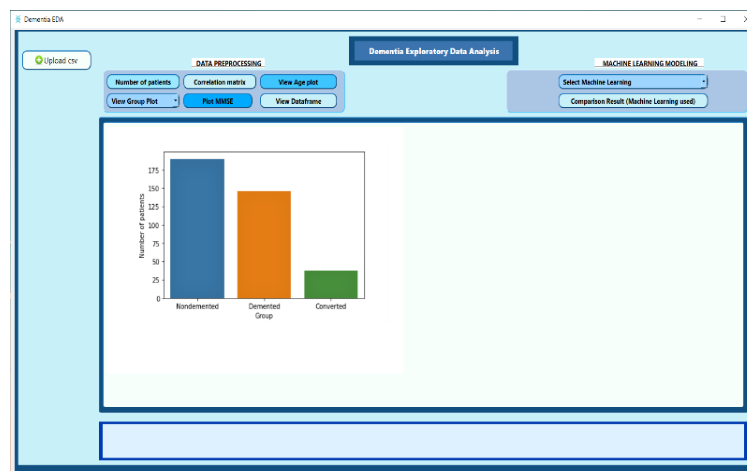 Dementia EDA
Dementia Exploratory Data Analysis
Upload csv
DATA PREPROCESSING
MACHINE LEARNING MODELING
Number of patients
Correlation matrix
View Age plot
Select Machine Learning
View Group Plot
Plot MMSE
View Dataframe
Comparison Result (Machine Learning used)
Number of patients
175
150
125
100
75
50
25
0
Nondemented
Demented
Converted
Group